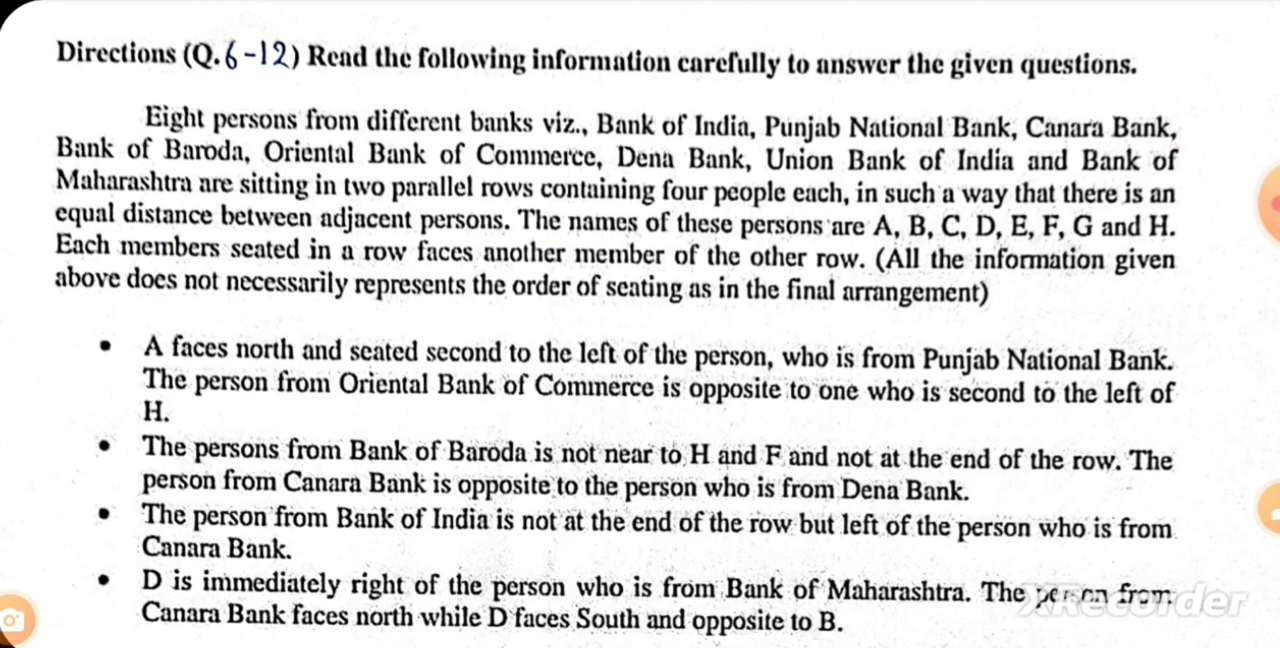 Directions (Q.6-12) Read the following information carefully to answer the given questions.
Eight persons from different banks viz., Bank of India, Punjab National Bank, Canara Bank,
Bank of Baroda, Oriental Bank of Commerce, Dena Bank, Union Bank of India and Bank of
Maharashtra are sitting in two parallel rows containing four people each, in such a way that there is an
equal distance between adjacent persons. The names of these persons are A, B, C, D, E, F, G and H.
Each members seated in a row faces another member of the other row. (All the information given
above does not necessarily represents the order of seating as in the final arrangement)
• A faces north and seated second to the left of the person, who is from Punjab National Bank.
The person from Oriental Bank of Commerce is opposite to one who is second to the left of
H.
• The persons from Bank of Baroda is not near to H and F and not at the end of the row. The
person from Canara Bank is opposite to the person who is from Dena Bank.
• The person from Bank of India is not at the end of the row but left of the person who is from
Canara Bank.
• D is immediately right of the person who is from Bank of Maharashtra. The person from
Canara Bank faces north while D faces South and opposite to B.
XRecorder